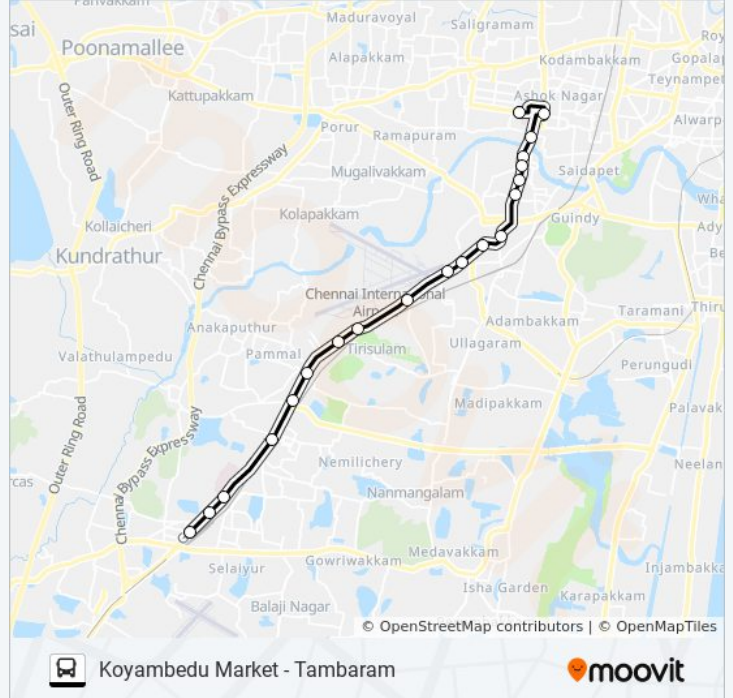 Parivakkam
sai
Poonamallee
Maduravoyal
Saligramam
Alapakkam
Kodambakkam
Roy
Gopala
Teynampet
Kattupakkam
Ashok Nagar
Outer Ring Road
Porur
Ramapuram
Alwarp
Mugalivakkam
Saidapet
Chennai Bypass Expressway
Wha
Kolapakkam
Guindy
Kollaicheri
Ady
Kundrathur
Be
Chennai International
Airp
Taramani
Thiru
Anakaputhur
Adambakkam
Pammal
Tirisulam
Ullagaram
Valathulampedu
Perungudi
Outer Ring Road
Madipakkam
Palavak
Chennai Bypass Expressway
Nemilichery
Neelan
rcas
Nanmangalam
Medavakkam
Gowriwakkam
Selaiyur
Injambakka
Isha Garden
Karapakkam
Balaji Nagar
© OpenStreetMap contributors | © OpenMapTiles
Koyambedu Market - Tambaram
moovit